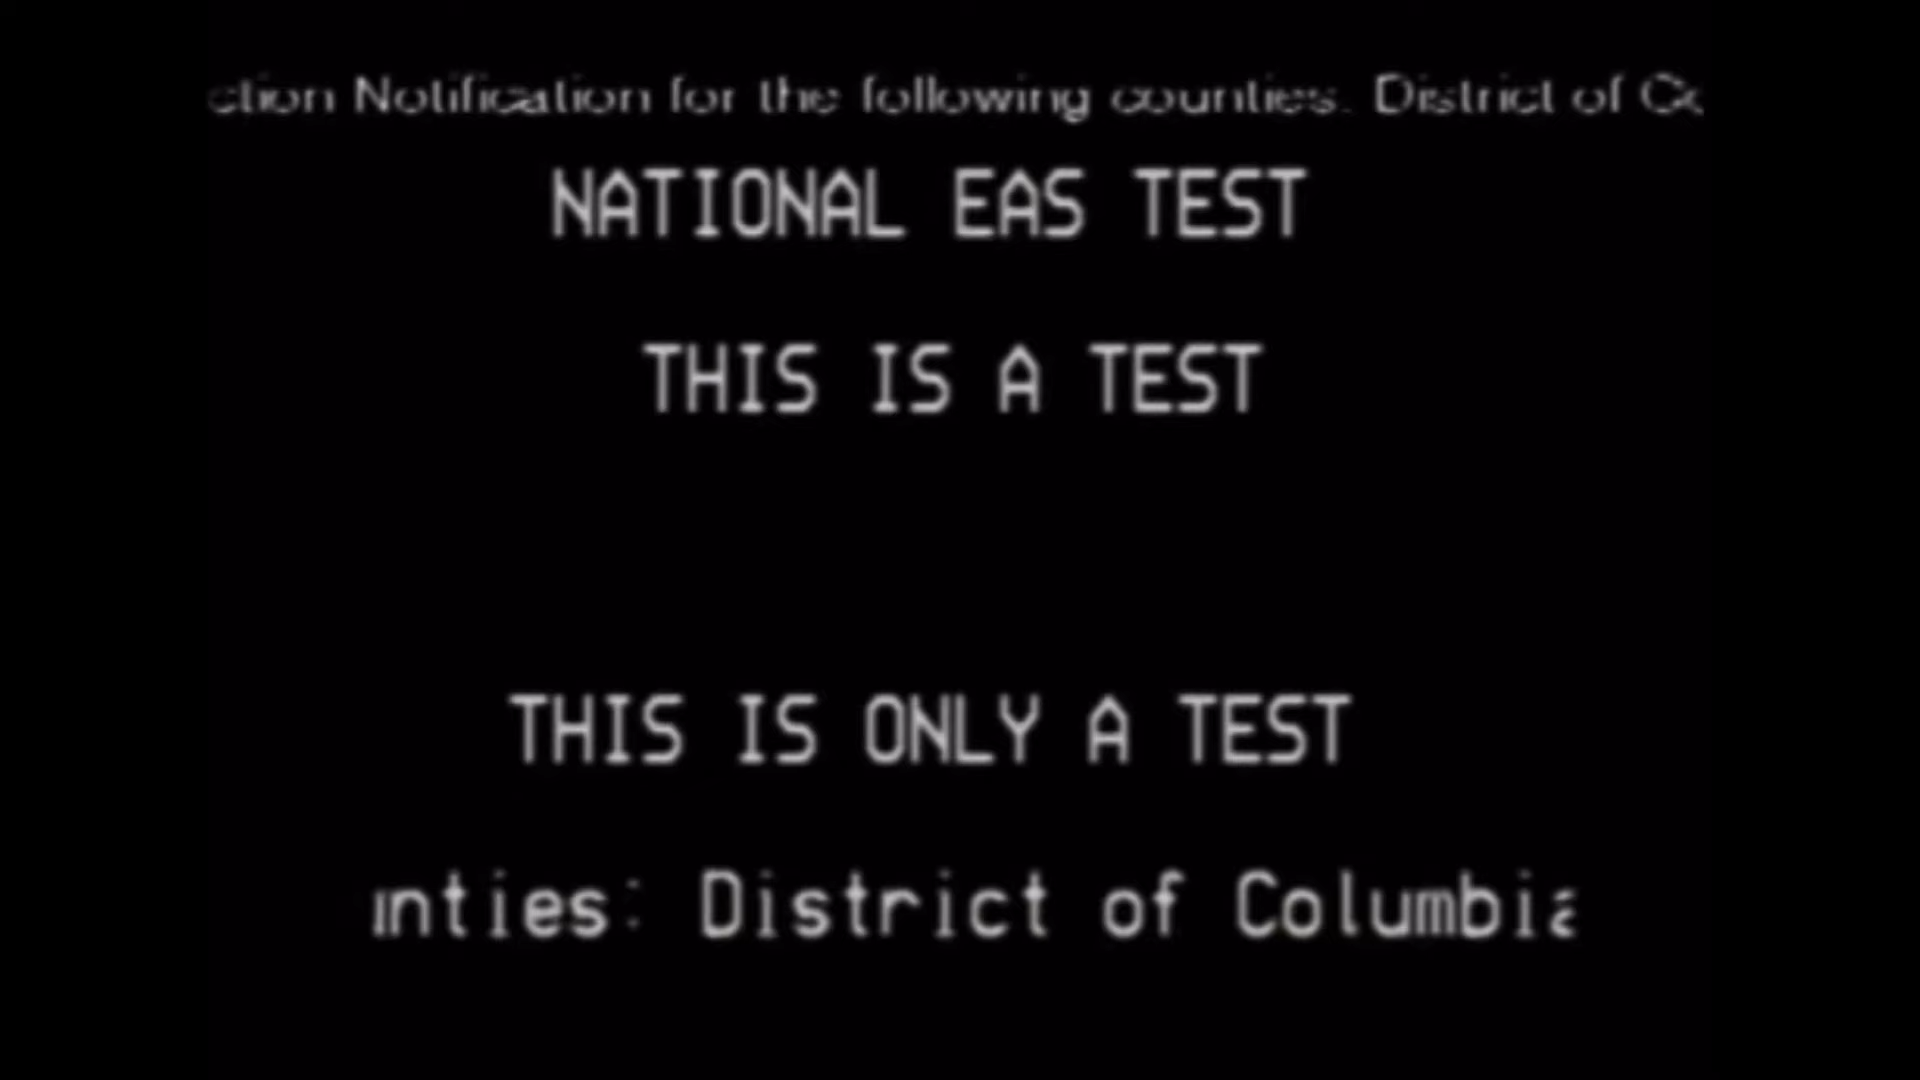 ction Notification for the following counties: District of Co
NATIONAL EAS TEST
THIS IS A TEST
THIS IS ONLY A TEST
unties: District of Columbia